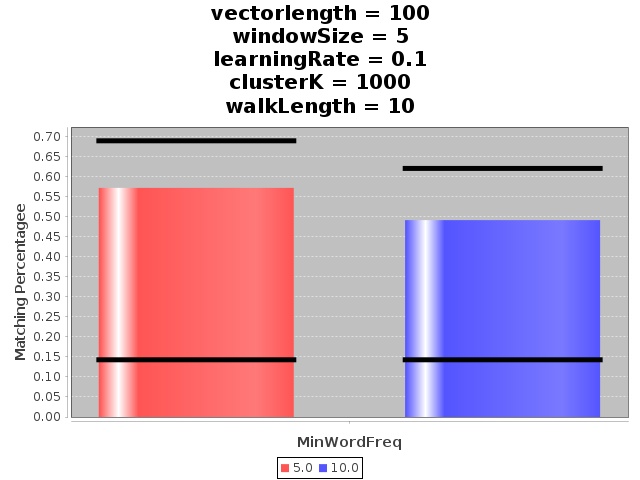 vectorlength = 100
windowSize = 5
learningRate = 0.1
clusterK = 1000
walkLength = 10
0.70
0.65
0.60
0.55
0.50
0.45
0.40
0.35
0.30
0.25
0.20
0.15
0.10
0.05
0.00
Matching Percentagee
MinWordFreq
5.0 10.0